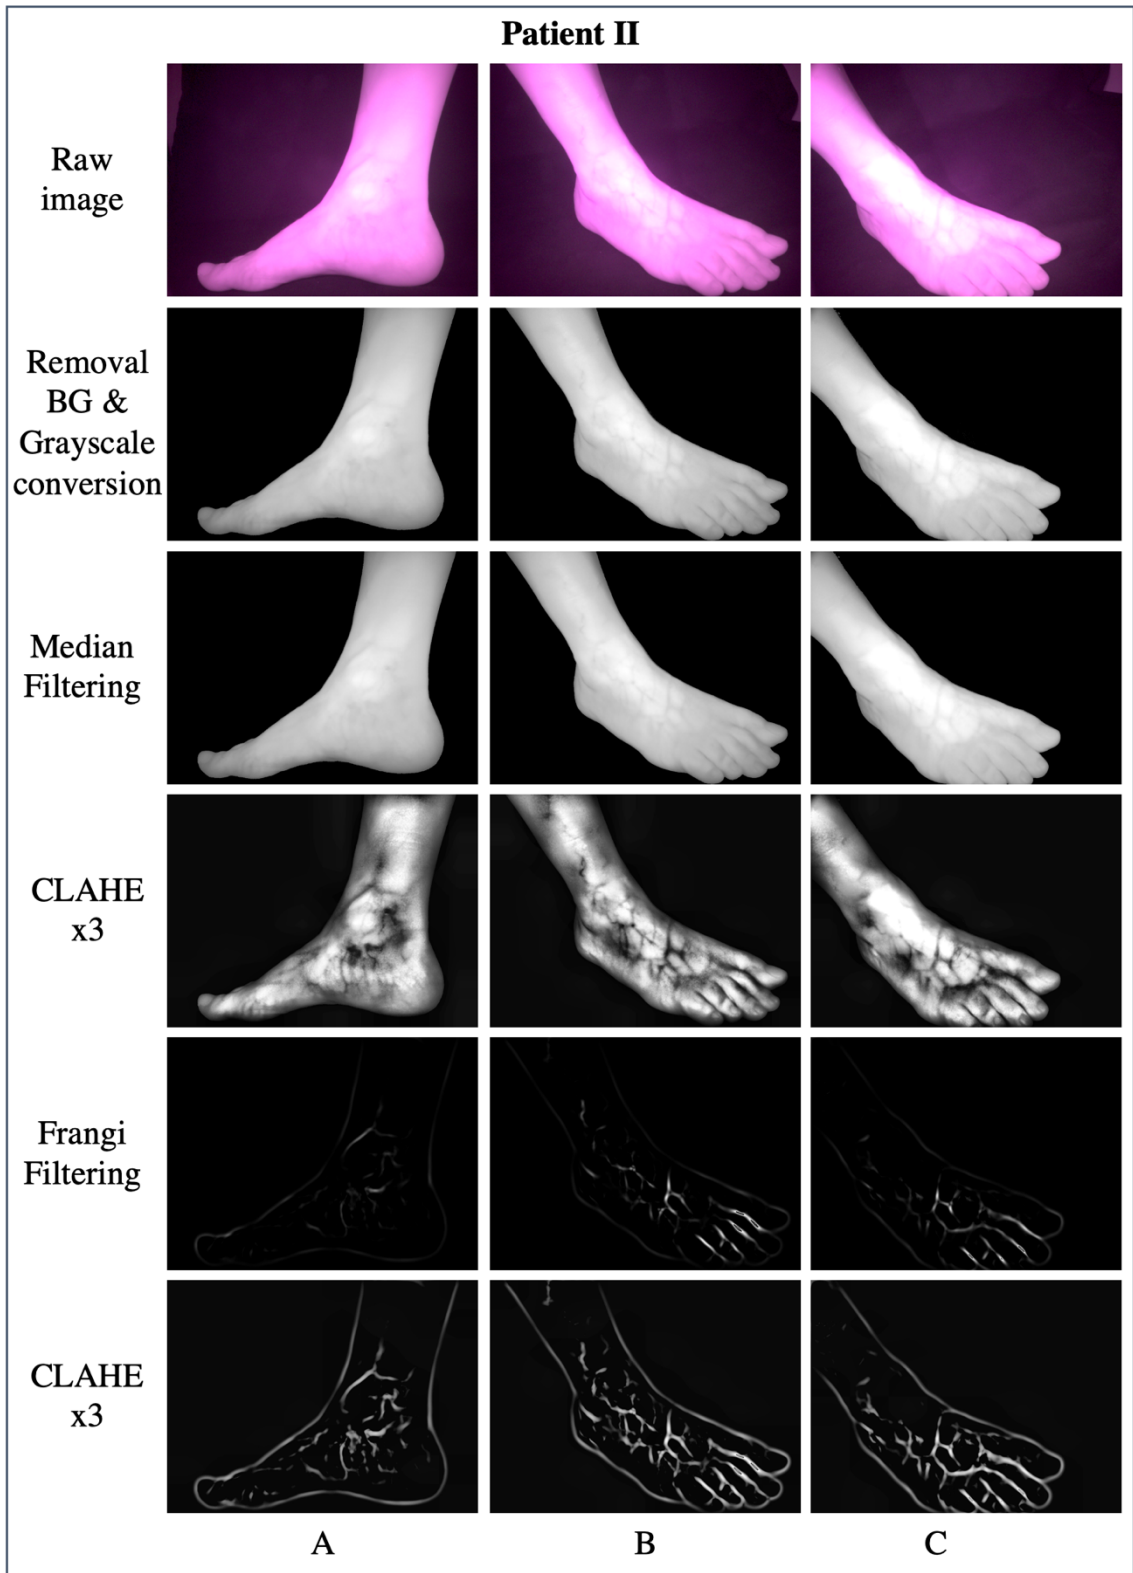 Patient II
Raw
image
Removal
BG &
Grayscale
conversion
Median
Filtering
CLAHE
x3
Frangi
Filtering
CLAHE
x3
A
B
C